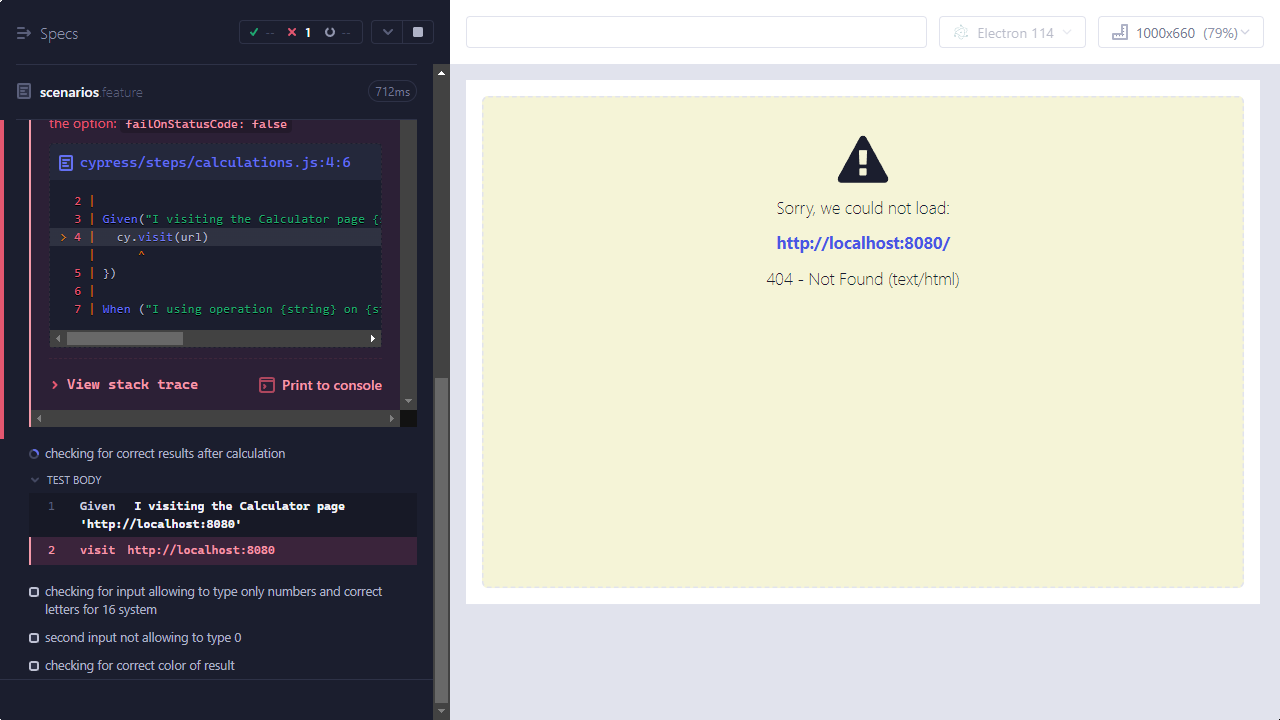 Specs
--
1
--
scenarios.feature
712ms
the option: failOnStatusCode: false
cypress/steps/calculations.js:4:6
2 |
3 | Given("I visiting the Calculator page {
> 4 | cy.visit(url)
| ^
5 | })
6 |
7 | When ("I using operation {string} on {st
> View stack trace
Print to console
checking for correct results after calculation
TEST BODY
1 Given I visiting the Calculator page
'http://localhost:8080'
2 visit http://localhost:8080
checking for input allowing to type only numbers and correct
letters for 16 system
second input not allowing to type 0
checking for correct color of result
Electron 114
1000x660 (79%)
Sorry, we could not load:
http://localhost:8080/
404 - Not Found (text/html)